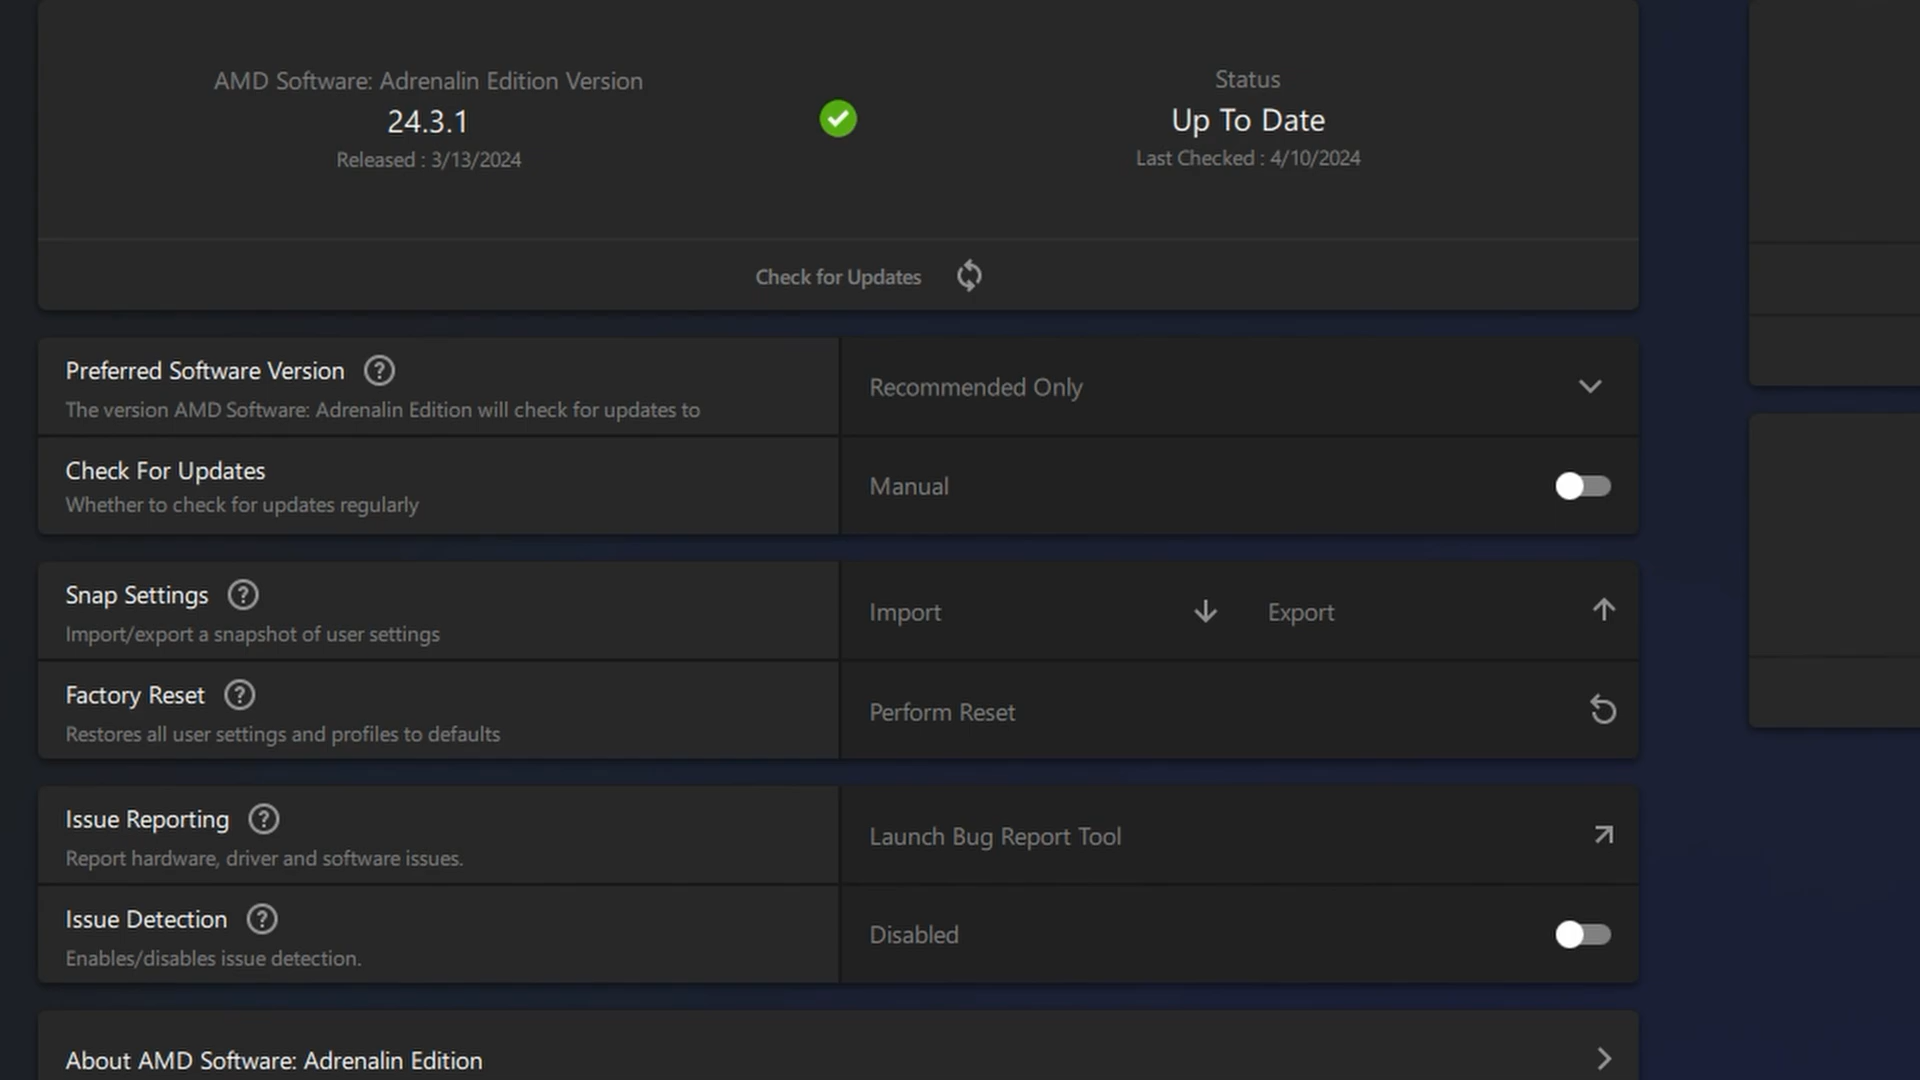 AMD Software: Adrenalin Edition Version
24.3.1
Released : 3/13/2024
Status
Up To Date
Last Checked : 4/10/2024
Check for Updates
Preferred Software Version
The version AMD Software: Adrenalin Edition will check for updates to
Recommended Only
Check For Updates
Whether to check for updates regularly
Manual
Snap Settings
Import/export a snapshot of user settings
Import
Export
Factory Reset
Restores all user settings and profiles to defaults
Perform Reset
Issue Reporting
Report hardware, driver and software issues.
Launch Bug Report Tool
Issue Detection
Enables/disables issue detection.
Disabled
About AMD Software: Adrenalin Edition